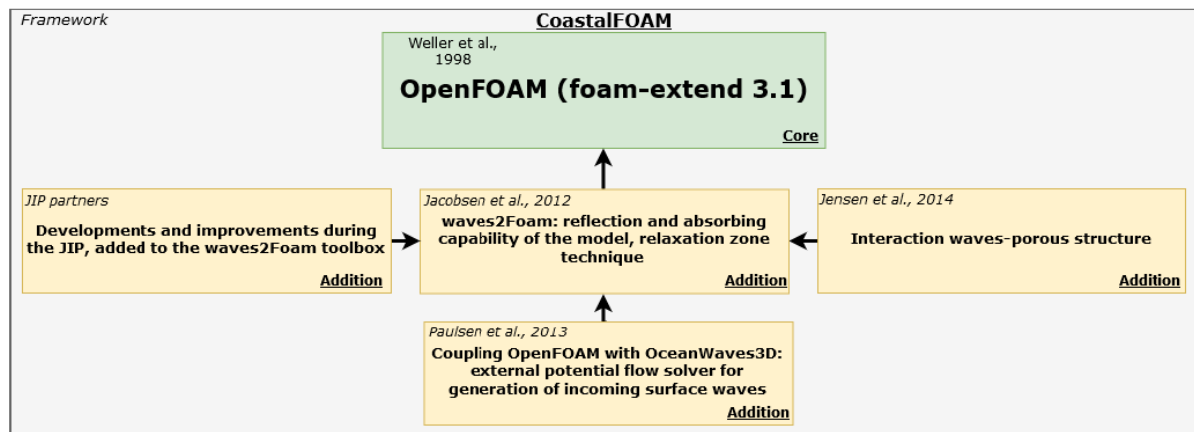 Framework
CoastalFOAM
Weller et al.,
1998
OpenFOAM (foam-extend 3.1)
Core
JIP partners
Developments and improvements during
the JIP, added to the waves2Foam toolbox
Addition
Jacobsen et al., 2012
waves2Foam: reflection and absorbing
capability of the model, relaxation zone
technique
Addition
Jensen et al., 2014
Interaction waves-porous structure
Addition
Paulsen et al., 2013
Coupling OpenFOAM with OceanWaves3D:
external potential flow solver for
generation of incoming surface waves
Addition